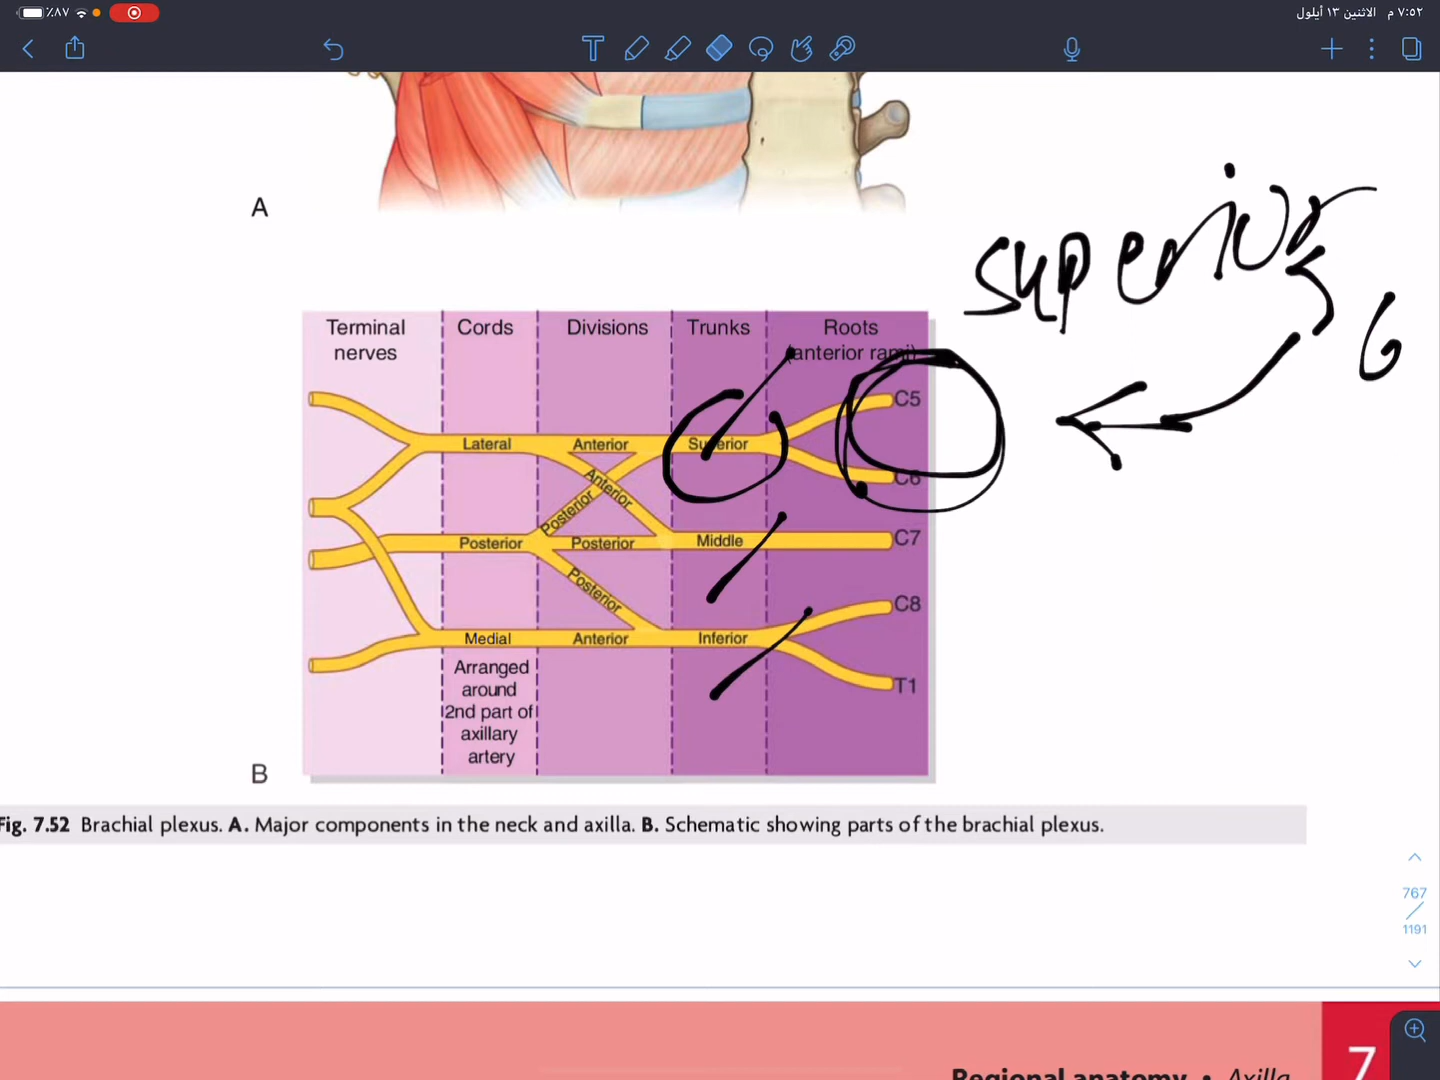 ٪٨٧
٧:٥٢ م الاثنين ١٣ أيلول
A
superior
5
6
Terminal nerves
Cords
Divisions
Trunks
Roots
(anterior rami)
C5
Lateral
Anterior
Superior
C6
Anterior
Posterior
Posterior
Posterior
Middle
C7
Posterior
C8
Medial
Anterior
Inferior
Arranged
around
2nd part of
axillary
artery
T1
B
Fig. 7.52 Brachial plexus. A. Major components in the neck and axilla. B. Schematic showing parts of the brachial plexus.
767
1191
Regional anatomy • Axilla
7